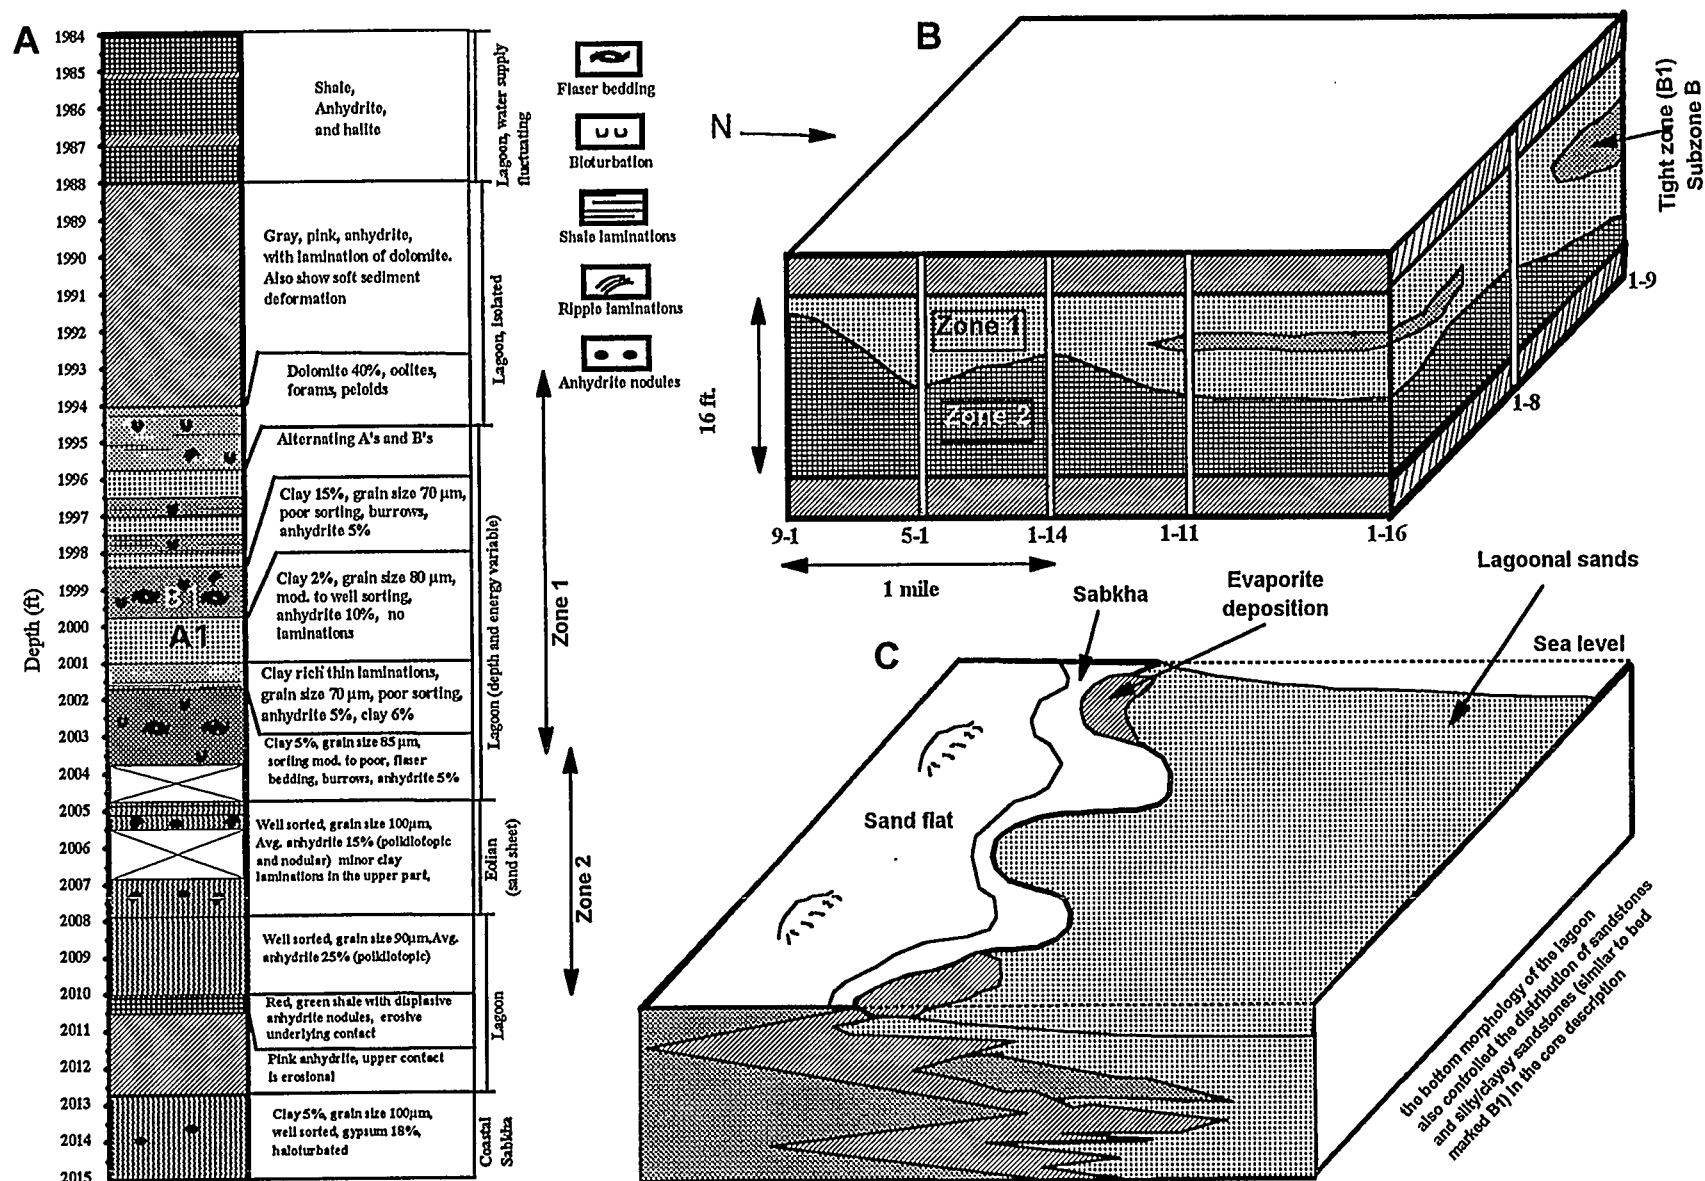 A
1984
1985
1986
1987
1988
1989
1990
1991
1992
1993
1994
1995
1996
1997
1998
1999
2000
2001
2002
2003
2004
2005
2006
2007
2008
2009
2010
2011
2012
2013
2014
2015
Depth (ft)
A1
Shale,
Anhydrite,
and halite
Gray, pink, anhydrite,
with lamination of dolomite.
Also show soft sediment
deformation
Dolomite 40%, oolites,
forams, peloids
Alternating A's and B's
Clay 15%, grain size 70 µm,
poor sorting, burrows,
anhydrite 5%
Clay 2%, grain size 80 µm,
mod. to well sorting,
anhydrite 10%, no
laminations
Clay rich thin laminations,
grain size 70 µm, poor sorting,
anhydrite 5%, clay 6%
Clay 5%, grain size 85 µm,
sorting mod. to poor, flaser
bedding, burrows, anhydrite 5%
Well sorted, grain size 100µm,
Avg. anhydrite 15% (poikilotopic
and nodular) minor clay
laminations in the upper part,
Well sorted, grain size 90µm,Avg.
anhydrite 25% (poikilotopic)
Red, green shale with displasive
anhydrite nodules, erosive
underlying contact
Pink anhydrite, upper contact
is erosional
Clay 5%, grain size 100µm,
well sorted, gypsum 18%,
haloturbated
Lagoon, water supply
fluctuating
Lagoon, isolated
Lagoon (depth and energy variable)
Eolian
(sand sheet)
Lagoon
Coastal
Sabkha
Zone 1
Zone 2
Flaser bedding
Bioturbation
Shale laminations
Ripple laminations
Anhydrite nodules
B
N
Tight zone (B1)
Subzone B
Zone 1
Zone 2
16 ft.
9-1
5-1
1-14
1-11
1-16
1-8
1-9
1 mile
C
Sabkha
Evaporite
deposition
Lagoonal sands
Sea level
Sand flat
the bottom morphology of the lagoon
also controlled the distribution of sandstones
and silty/clayey sandstones (similar to bed
marked B1) in the core description